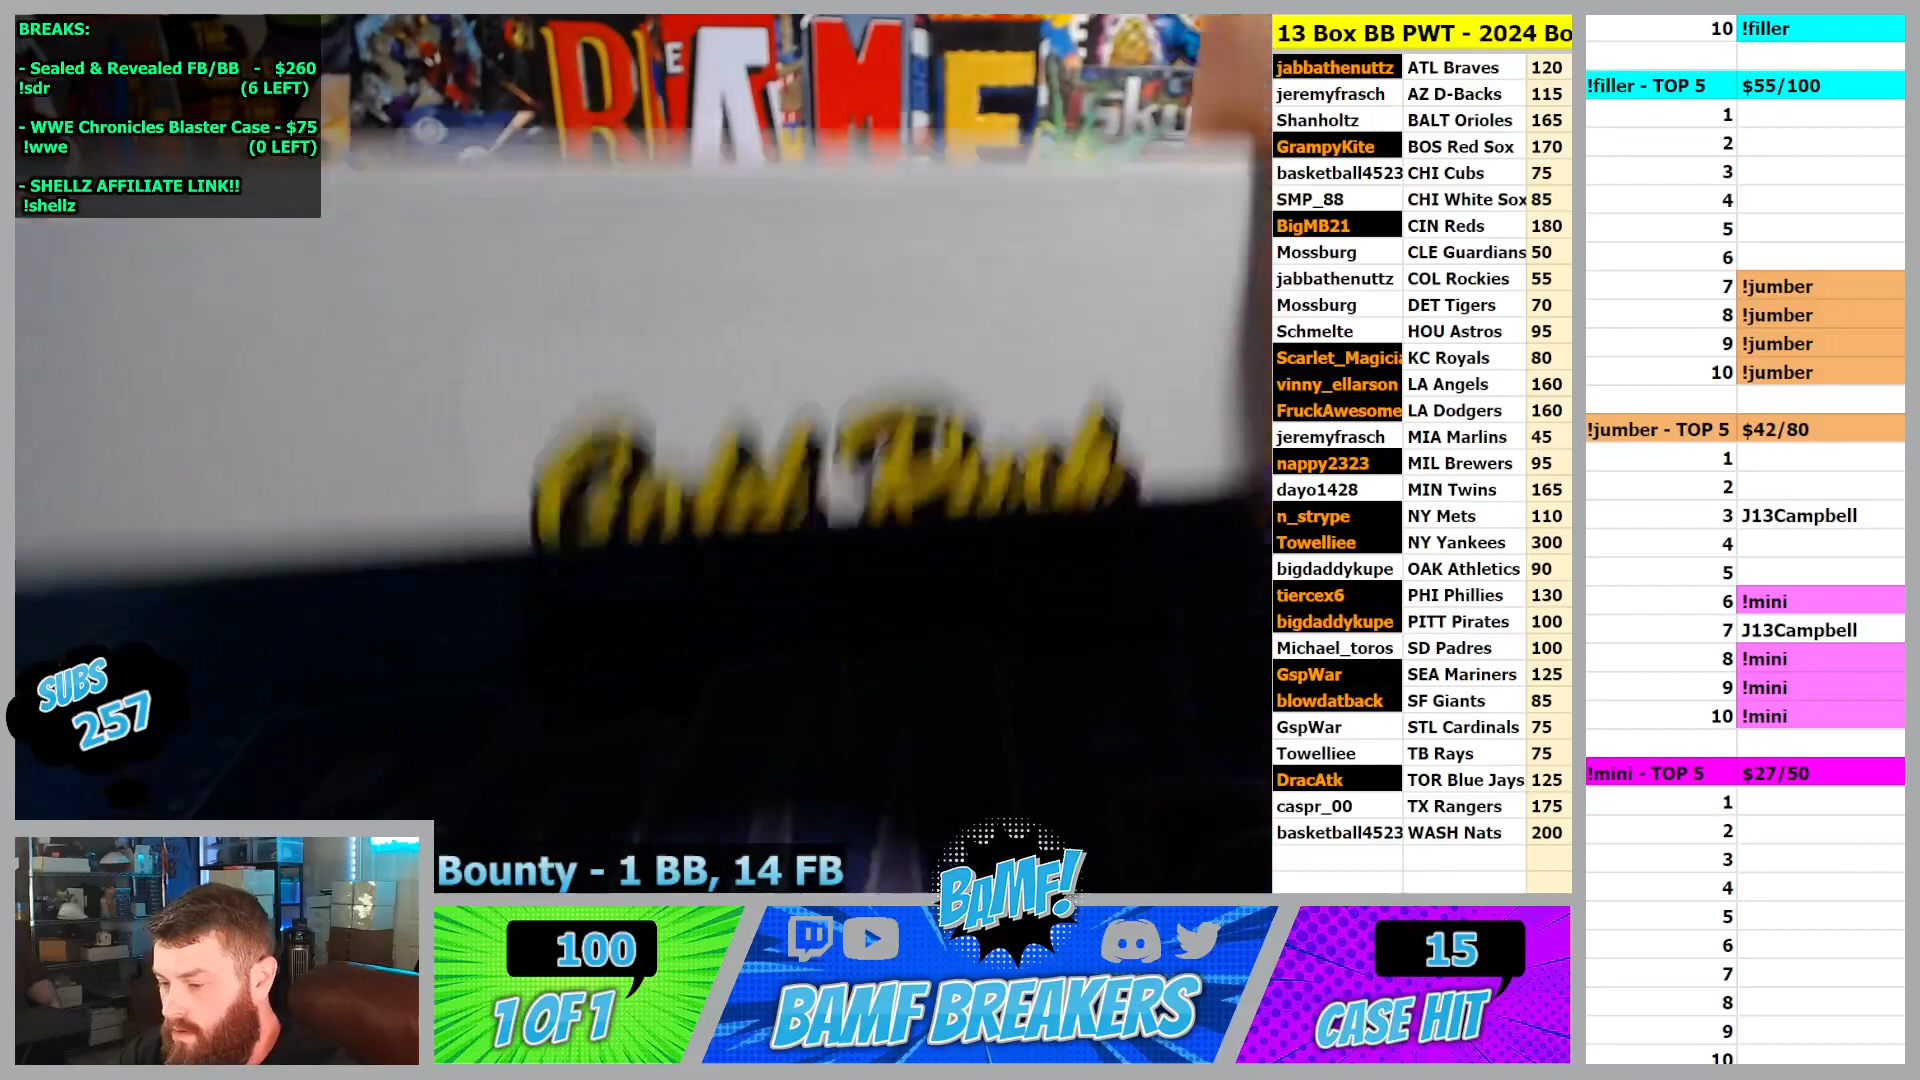 BREAKS:
- Sealed & Revealed FB/BB - $260
!sdr (6 LEFT)
- WWE Chronicles Blaster Case - $75
!wwe (0 LEFT)
- SHELLZ AFFILIATE LINK!!
!shellz
BAMF
SUBS
257
Bounty - 1 BB, 14 FB
13 Box BB PWT - 2024 Bo
jabbathenuttz ATL Braves 120
jeremyfrasch AZ D-Backs 115
Shanholtz BALT Orioles 165
GrampyKite BOS Red Sox 170
basketball4523 CHI Cubs 75
SMP_88 CHI White Sox 85
BigMB21 CIN Reds 180
Mossburg CLE Guardians 50
jabbathenuttz COL Rockies 55
Mossburg DET Tigers 70
Schmelte HOU Astros 95
Scarlet_Magici KC Royals 80
vinny_ellarson LA Angels 160
FruckAwesome LA Dodgers 160
jeremyfrasch MIA Marlins 45
nappy2323 MIL Brewers 95
dayo1428 MIN Twins 165
n_strype NY Mets 110
Towelliee NY Yankees 300
bigdaddykupe OAK Athletics 90
tiercex6 PHI Phillies 130
bigdaddykupe PITT Pirates 100
Michael_toros SD Padres 100
GspWar SEA Mariners 125
blowdatback SF Giants 85
GspWar STL Cardinals 75
Towelliee TB Rays 75
DracAtk TOR Blue Jays 125
caspr_00 TX Rangers 175
basketball4523 WASH Nats 200
10 !filler
!filler - TOP 5 $55/100
1
2
3
4
5
6
7 !jumber
8 !jumber
9 !jumber
10 !jumber
!jumber - TOP 5 $42/80
1
2
3 J13Campbell
4
5
6 !mini
7 J13Campbell
8 !mini
9 !mini
10 !mini
!mini - TOP 5 $27/50
1
2
3
4
5
6
7
8
9
10
100
1 OF 1
BAMF!
BAMF BREAKERS
15
CASE HIT